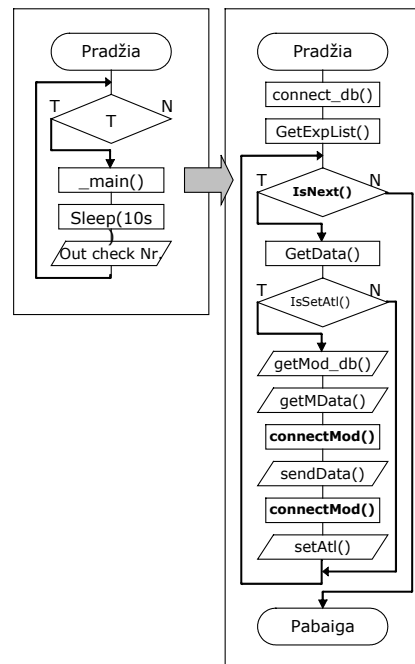 Pradžia
T N
T
_main()
Sleep(10s
)
Out check Nr.
Pradžia
connect_db()
GetExpList()
T N
IsNext()
GetData()
T N
IsSetAtl()
getMod_db()
getMData()
connectMod()
sendData()
connectMod()
setAtl()
Pabaiga